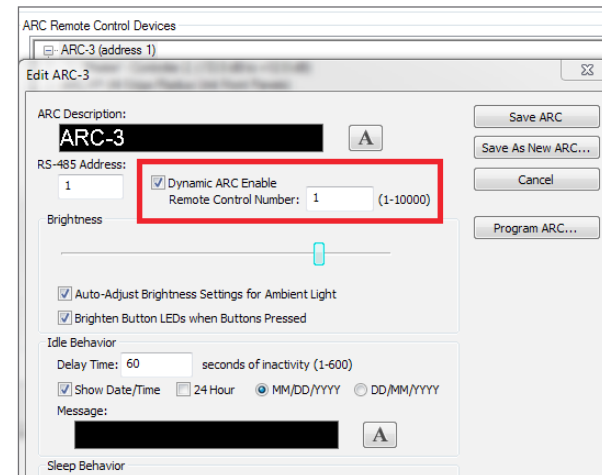 ARC Remote Control Devices
ARC-3 (address 1)
Edit ARC-3
ARC Description:
ARC-3
A
Save ARC
Save As New ARC...
RS-485 Address:
1
Dynamic ARC Enable
Remote Control Number: 1 (1-10000)
Cancel
Brightness
Program ARC...
Auto-Adjust Brightness Settings for Ambient Light
Brighten Button LEDs when Buttons Pressed
Idle Behavior
Delay Time: 60 seconds of inactivity (1-600)
Show Date/Time 24 Hour MM/DD/YYYY DD/MM/YYYY
Message:
A
Sleep Behavior